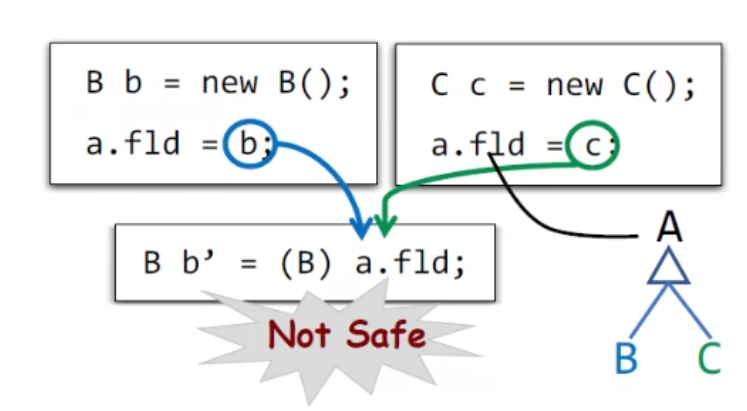 B b = new B();
a.fld = b;
C c = new C();
a.fld = c;
B b’ = (B) a.fld;
Not Safe
A
B
C